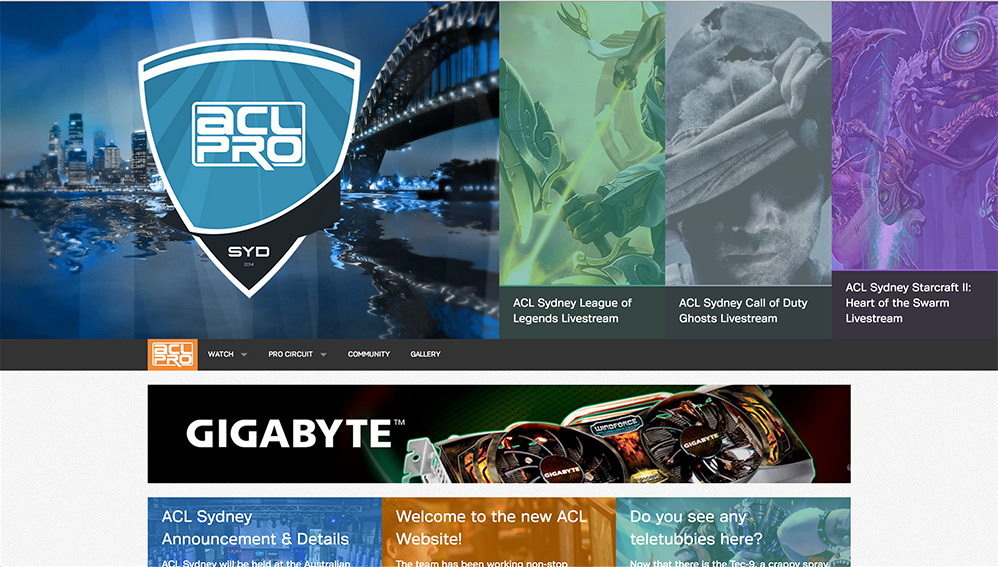 ACL
PRO
SYD
2014
ACL Sydney League of
Legends Livestream
ACL Sydney Call of Duty
Ghosts Livestream
ACL Sydney Starcraft II:
Heart of the Swarm
Livestream
ACL
PRO
WATCH
PRO CIRCUIT
COMMUNITY
GALLERY
GIGABYTE™
WINDFORCE
GIGABYTE
GIGABYTE
ACL Sydney
Announcement & Details
ACL Sydney will be held at the Australian
Welcome to the new ACL
Website!
The team has been working non-stop
Do you see any
teletubbies here?
Now that there is the Tec-9, a crappy spray